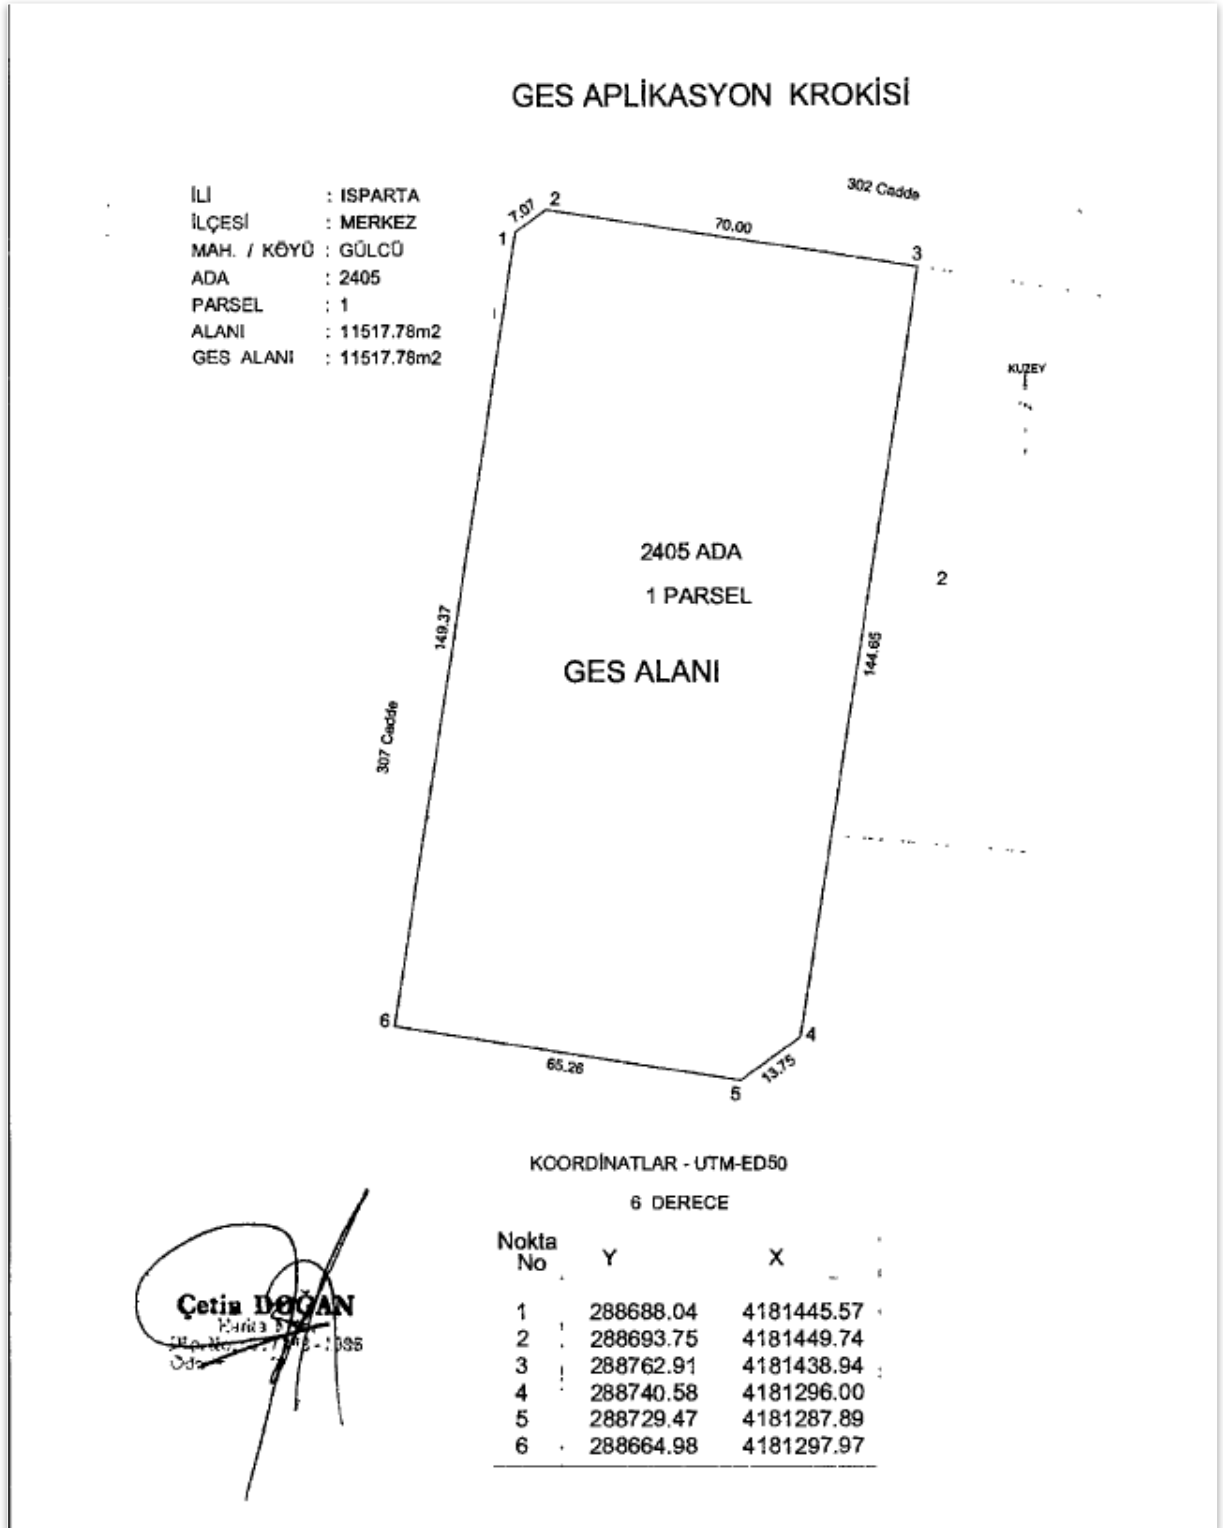 GES APLİKASYON KROKİSİ
İLİ : ISPARTA
İLÇESİ : MERKEZ
MAH. / KÖYÜ : GÜLCÜ
ADA : 2405
PARSEL : 1
ALANI : 11517.78m2
GES ALANI : 11517.78m2
302 Cadde
7.07
2
1
70.00
3
KUZEY
2405 ADA
1 PARSEL
2
149.37
144.65
GES ALANI
307 Cadde
6
4
65.26
13.75
5
KOORDİNATLAR - UTM-ED50
6 DERECE
Nokta No Y X
1 288688.04 4181445.57
2 288693.75 4181449.74
3 288762.91 4181438.94
4 288740.58 4181296.00
5 288729.47 4181287.89
6 288664.98 4181297.97
Çetin DOĞAN
Harita